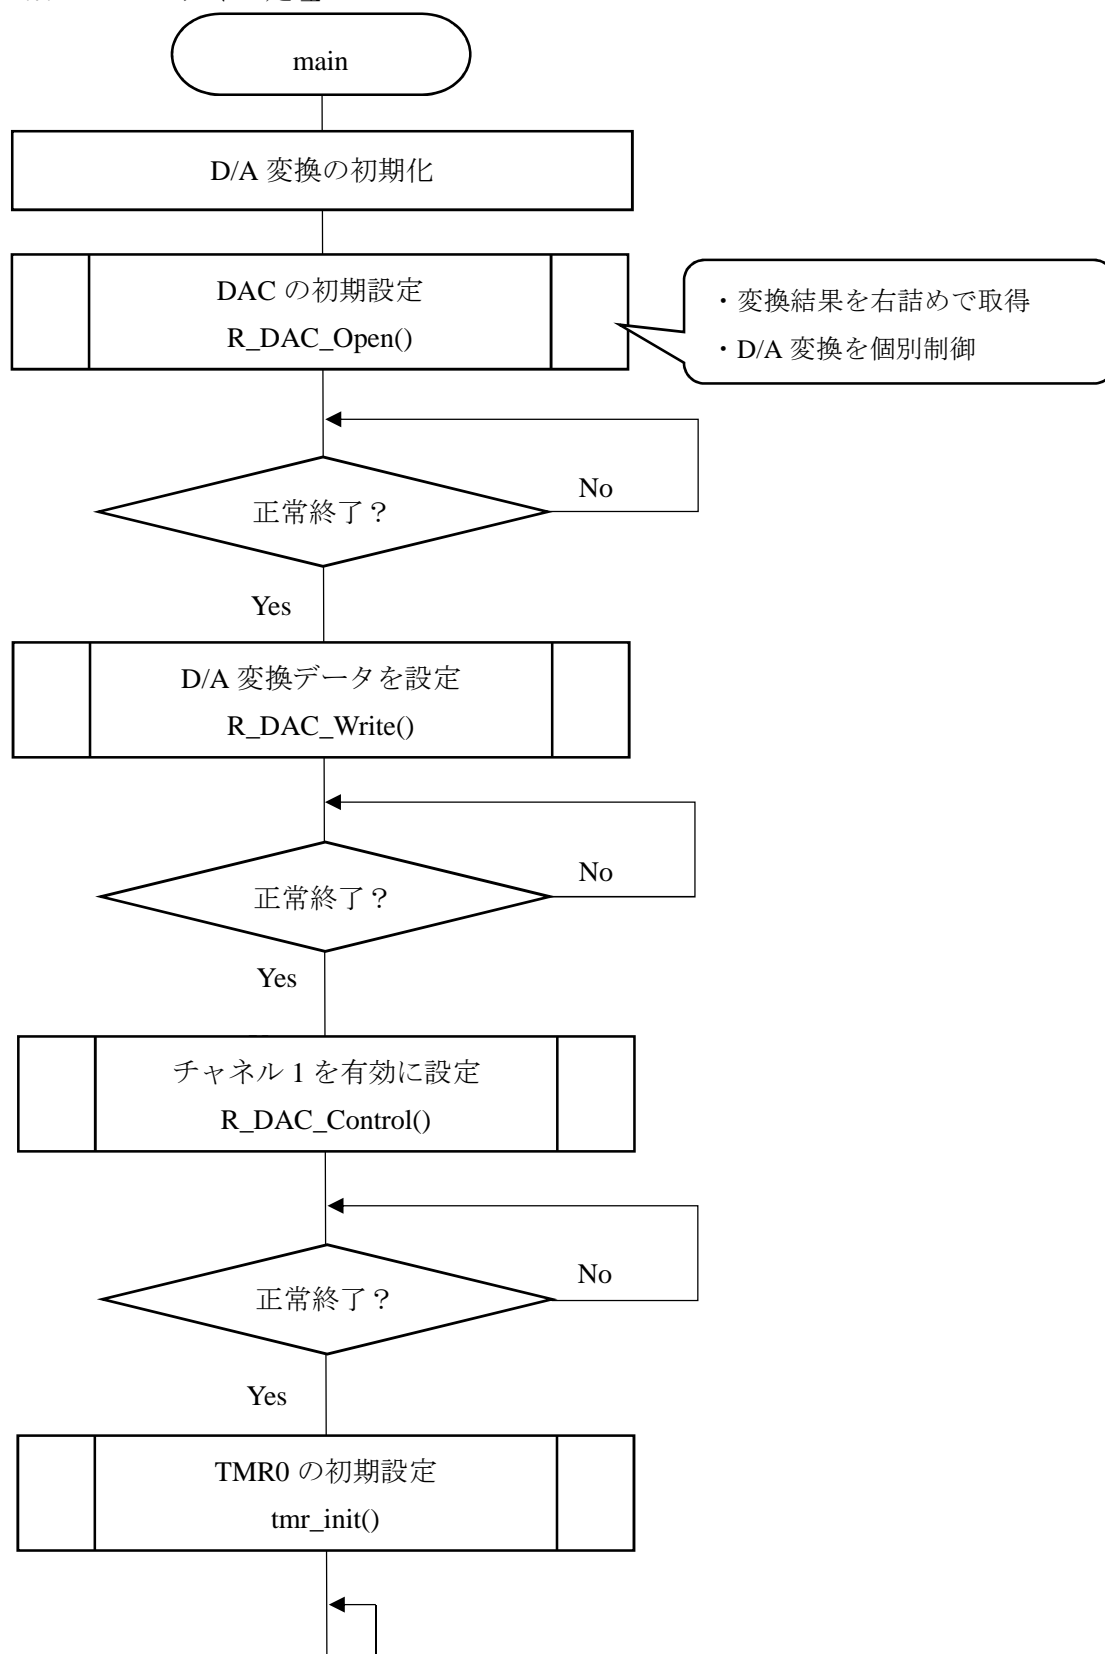 main
D/A 変換の初期化
DAC の初期設定
R_DAC_Open()
・変換結果を右詰めで取得
・D/A 変換を個別制御
正常終了？
No
Yes
D/A 変換データを設定
R_DAC_Write()
正常終了？
No
Yes
チャネル 1 を有効に設定
R_DAC_Control()
正常終了？
No
Yes
TMR0 の初期設定
tmr_init()